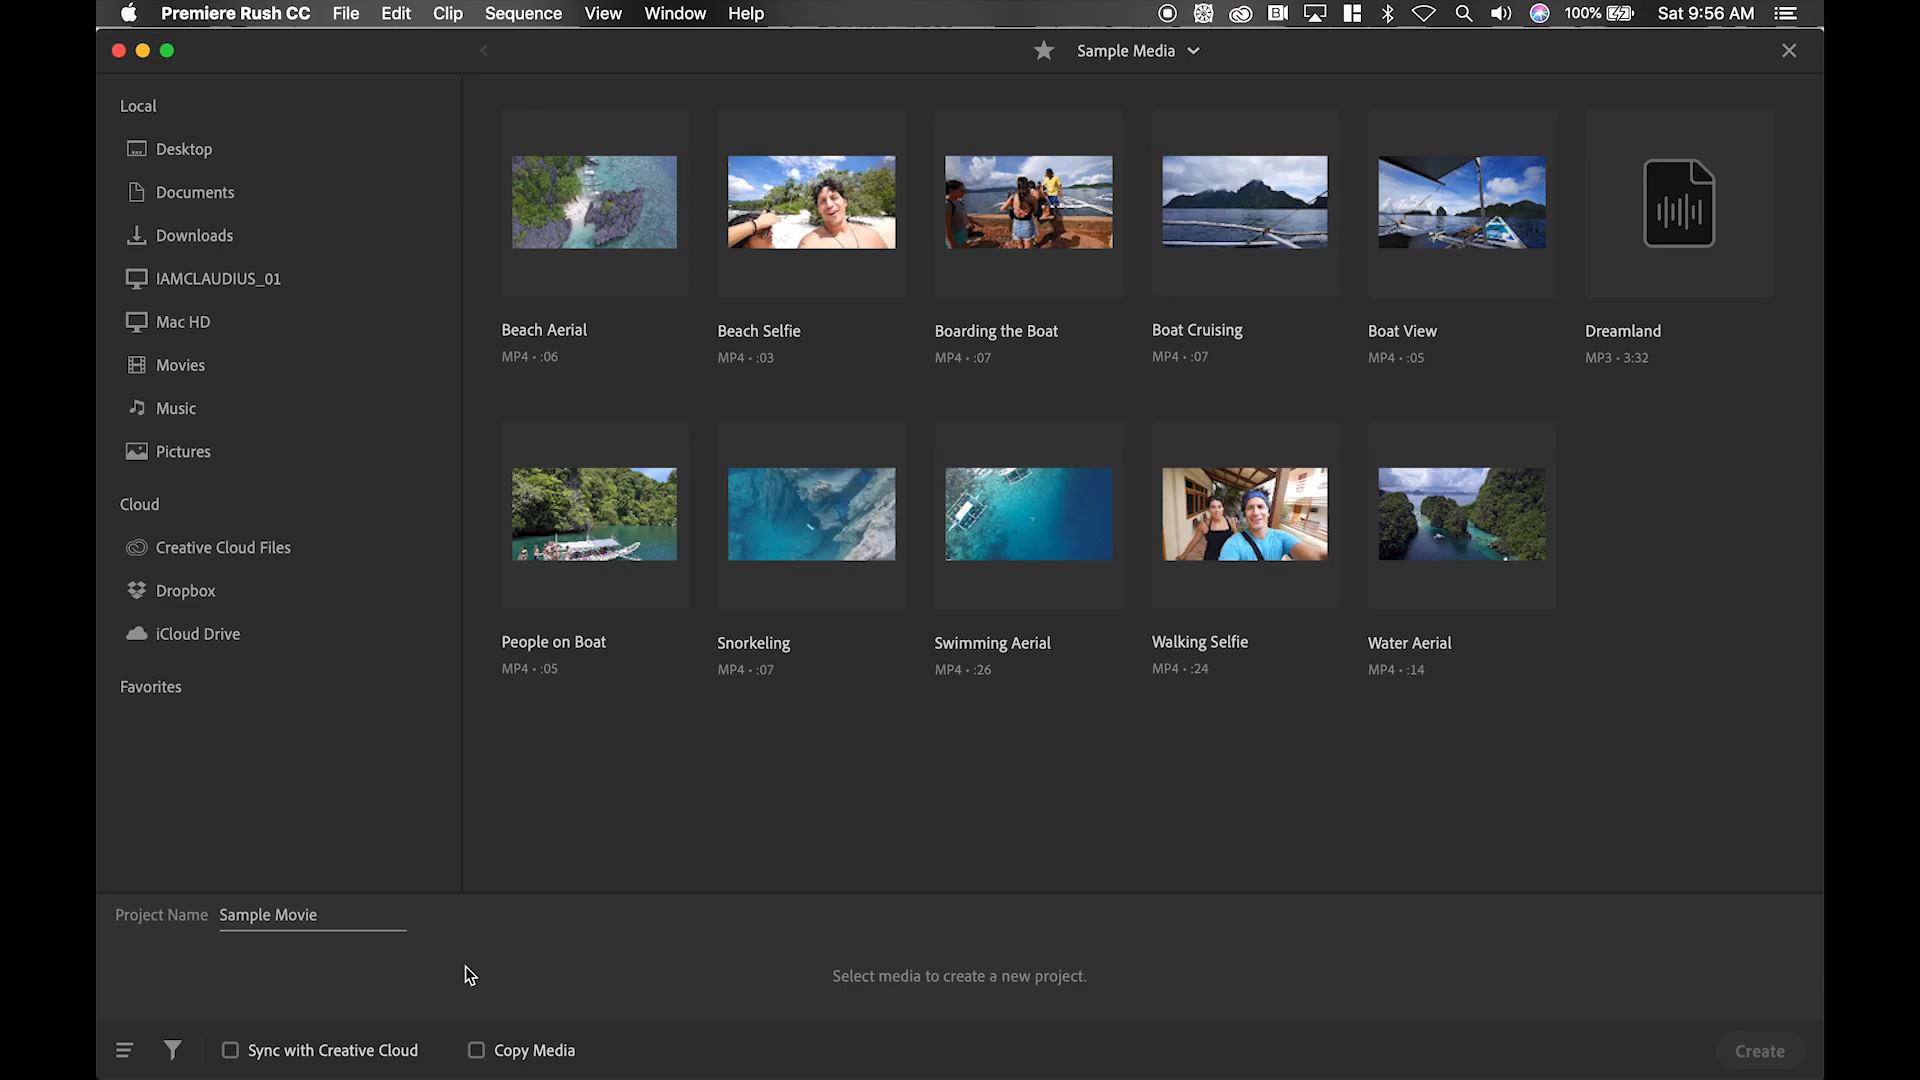 Premiere Rush CC File Edit Clip Sequence View Window Help 100% Sat 9:56 AM
Sample Media
Local
Desktop
Documents
Downloads
IAMCLAUDIUS_01
Mac HD
Movies
Music
Pictures
Cloud
Creative Cloud Files
Dropbox
iCloud Drive
Favorites
Beach Aerial Beach Selfie Boarding the Boat Boat Cruising Boat View Dreamland
MP4 • :06 MP4 • :03 MP4 • :07 MP4 • :07 MP4 • :05 MP3 • 3:32
People on Boat Snorkeling Swimming Aerial Walking Selfie Water Aerial
MP4 • :05 MP4 • :07 MP4 • :26 MP4 • :24 MP4 • :14
Project Name Sample Movie
Select media to create a new project.
Sync with Creative Cloud Copy Media Create